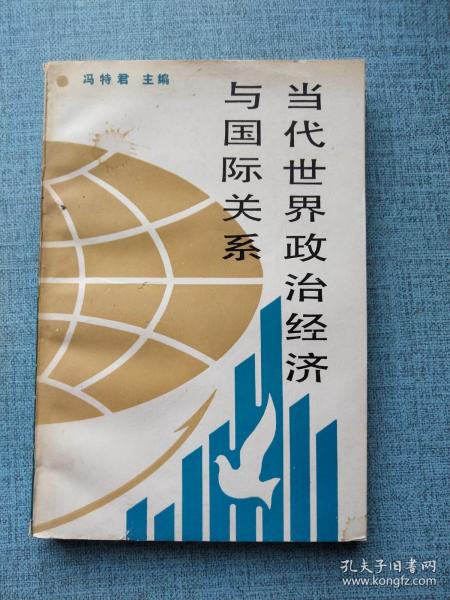 冯特君 主编
当代世界政治经济
与国际关系
孔夫子旧书网
www.kongfz.com